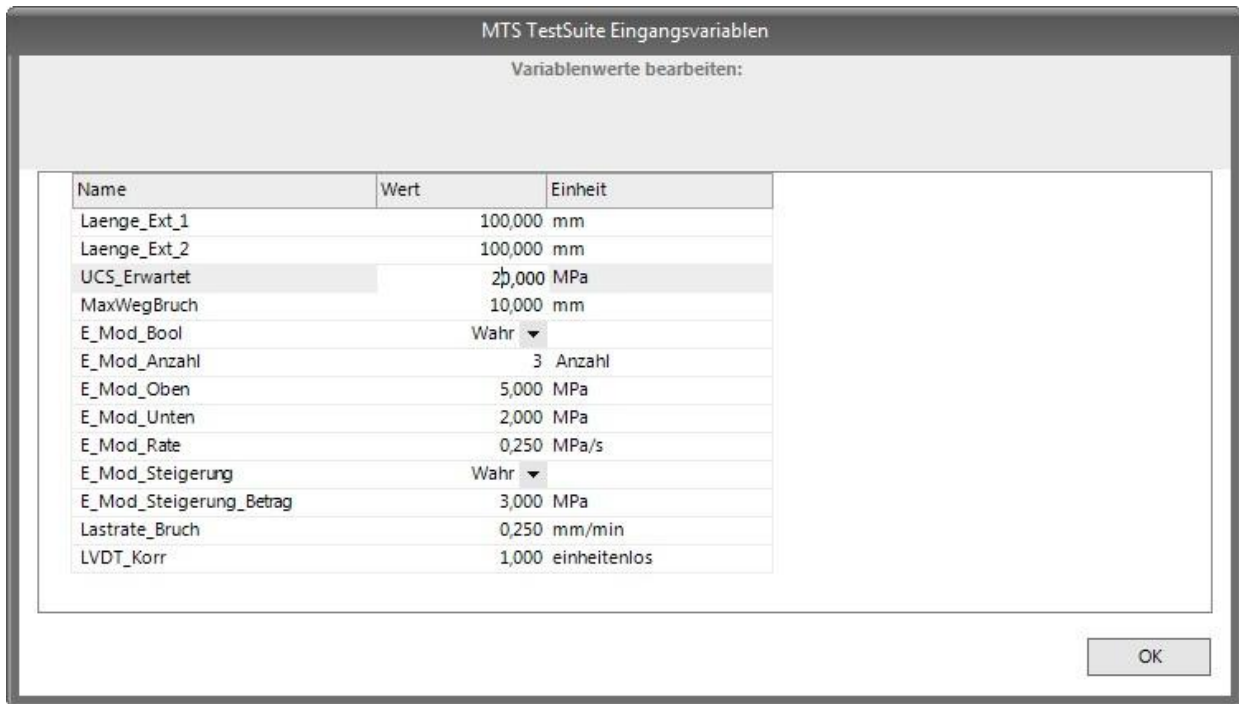 MTS TestSuite Eingangsvariablen
Variablenwerte bearbeiten:
Name Wert Einheit
Laenge_Ext_1 100,000 mm
Laenge_Ext_2 100,000 mm
UCS_Erwartet 20,000 MPa
MaxWegBruch 10,000 mm
E_Mod_Bool Wahr
E_Mod_Anzahl 3 Anzahl
E_Mod_Oben 5,000 MPa
E_Mod_Unten 2,000 MPa
E_Mod_Rate 0,250 MPa/s
E_Mod_Steigerung Wahr
E_Mod_Steigerung_Betrag 3,000 MPa
Lastrate_Bruch 0,250 mm/min
LVDT_Korr 1,000 einheitenlos
OK